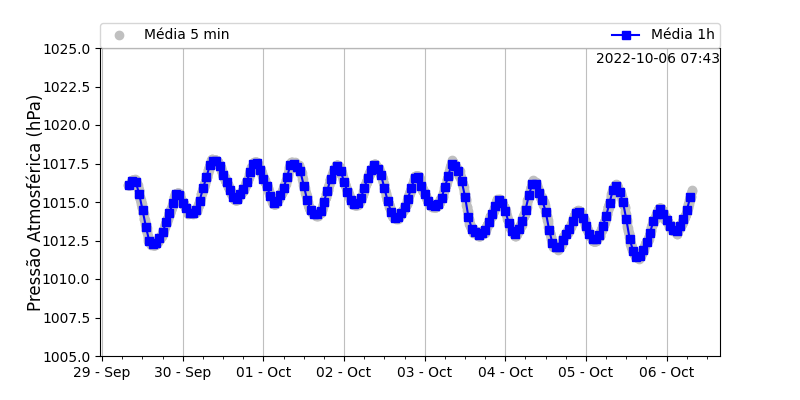 Média 5 min
Média 1h
2022-10-06 07:43
Pressão Atmosférica (hPa)
1025.0
1022.5
1020.0
1017.5
1015.0
1012.5
1010.0
1007.5
1005.0
29 - Sep
30 - Sep
01 - Oct
02 - Oct
03 - Oct
04 - Oct
05 - Oct
06 - Oct